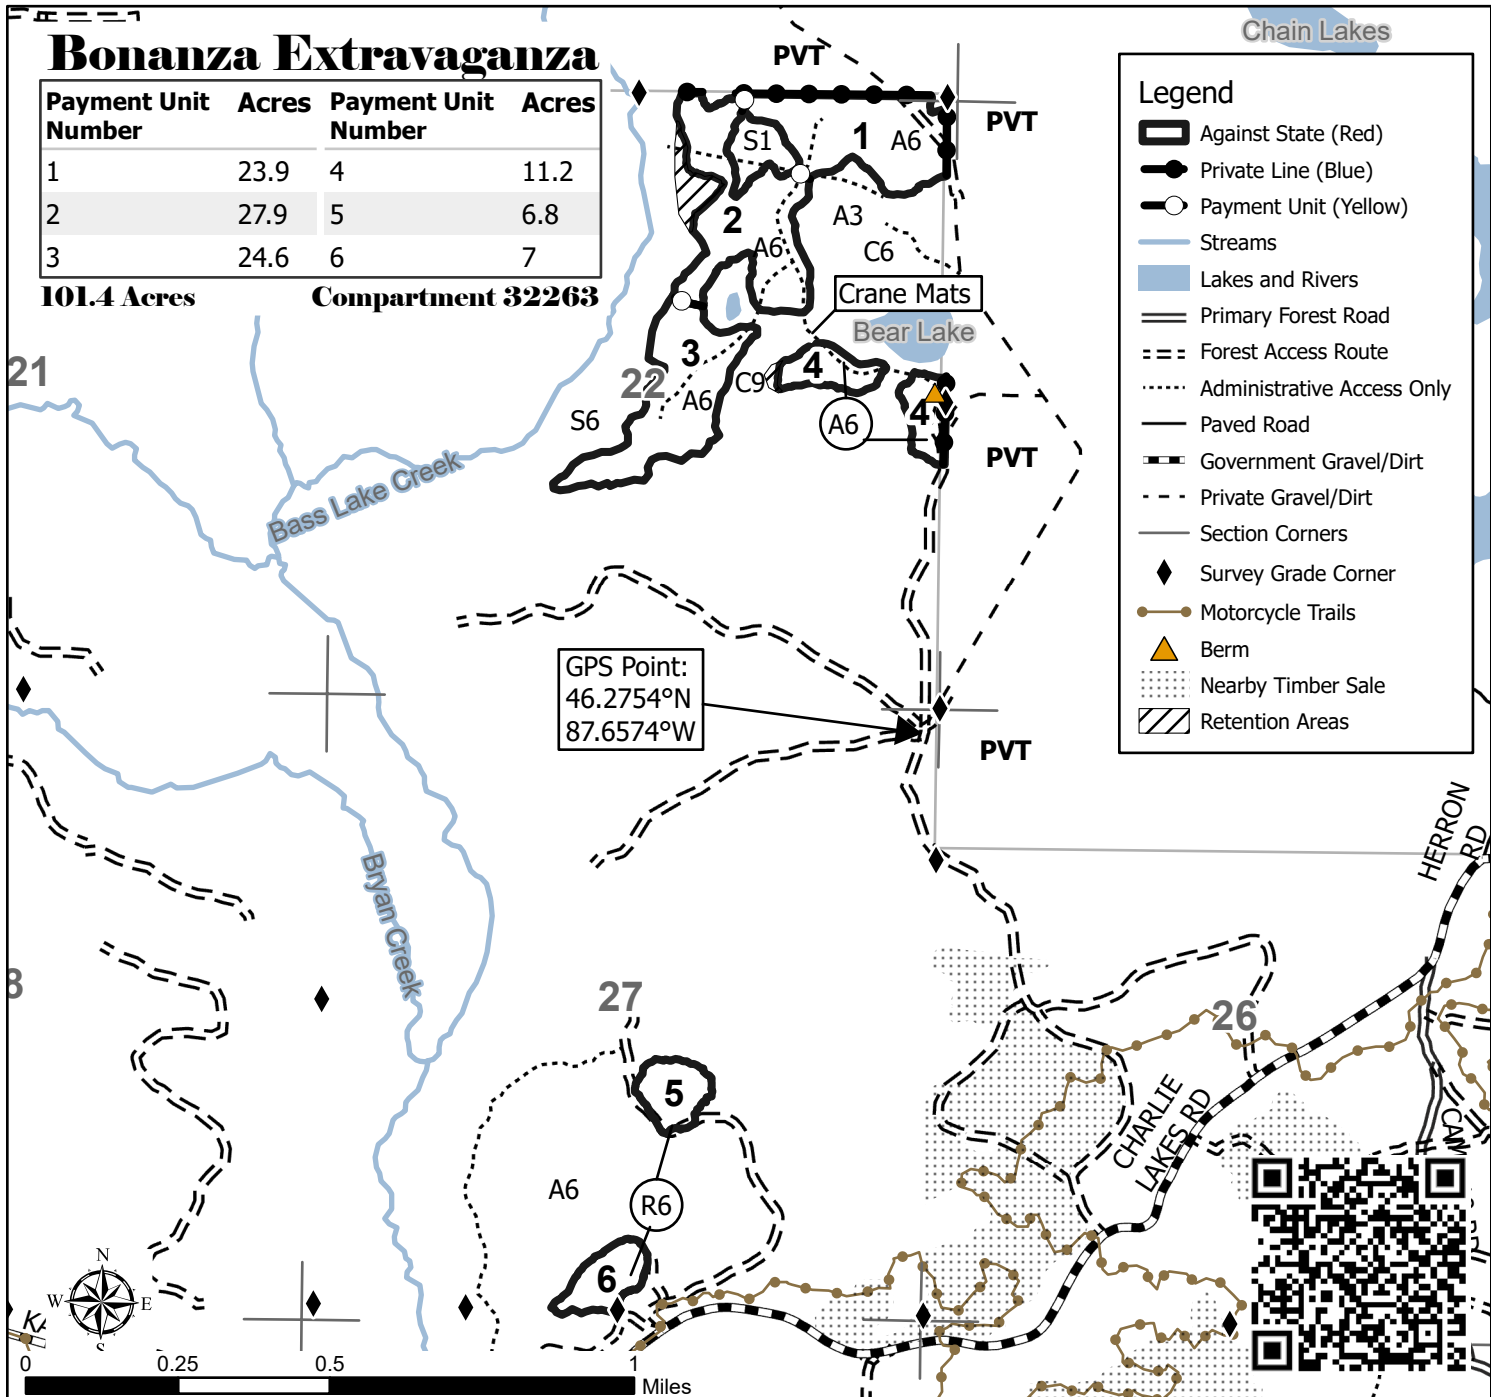 Bonanza Extravaganza
Payment Unit Number Acres Payment Unit Number Acres
1 23.9 4 11.2
2 27.9 5 6.8
3 24.6 6 7
101.4 Acres Compartment 32263
Chain Lakes
PVT
PVT
S1
1
A6
2
A3
A6
C6
Crane Mats
Bear Lake
21
3
22
4
C9
A6
S6
A6
4
PVT
Bass Lake Creek
GPS Point:
46.2754°N
87.6574°W
PVT
HERRON
RD
Bryan Creek
27
26
5
CHARLIE
LAKES RD
A6
R6
6
N
W E
S
0 0.25 0.5 1
Miles
Legend
Against State (Red)
Private Line (Blue)
Payment Unit (Yellow)
Streams
Lakes and Rivers
Primary Forest Road
Forest Access Route
Administrative Access Only
Paved Road
Government Gravel/Dirt
Private Gravel/Dirt
Section Corners
Survey Grade Corner
Motorcycle Trails
Berm
Nearby Timber Sale
Retention Areas